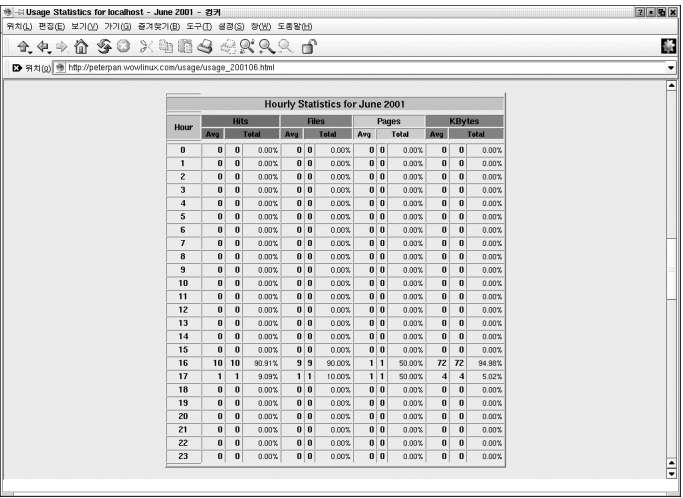 Usage Statistics for localhost - June 2001 - 컹커
위치(L) 편집(E) 보기(V) 가기(G) 즐겨찾기(B) 도구(T) 설정(S) 창(W) 도움말(H)
위치(o) http://peterpan.wowlinux.com/usage/usage_200106.html
Hourly Statistics for June 2001
Hour Hits Files Pages KBytes
Avg Total Avg Total Avg Total Avg Total
0 0 0 0.00% 0 0 0.00% 0 0 0.00% 0 0 0.00%
1 0 0 0.00% 0 0 0.00% 0 0 0.00% 0 0 0.00%
2 0 0 0.00% 0 0 0.00% 0 0 0.00% 0 0 0.00%
3 0 0 0.00% 0 0 0.00% 0 0 0.00% 0 0 0.00%
4 0 0 0.00% 0 0 0.00% 0 0 0.00% 0 0 0.00%
5 0 0 0.00% 0 0 0.00% 0 0 0.00% 0 0 0.00%
6 0 0 0.00% 0 0 0.00% 0 0 0.00% 0 0 0.00%
7 0 0 0.00% 0 0 0.00% 0 0 0.00% 0 0 0.00%
8 0 0 0.00% 0 0 0.00% 0 0 0.00% 0 0 0.00%
9 0 0 0.00% 0 0 0.00% 0 0 0.00% 0 0 0.00%
10 0 0 0.00% 0 0 0.00% 0 0 0.00% 0 0 0.00%
11 0 0 0.00% 0 0 0.00% 0 0 0.00% 0 0 0.00%
12 0 0 0.00% 0 0 0.00% 0 0 0.00% 0 0 0.00%
13 0 0 0.00% 0 0 0.00% 0 0 0.00% 0 0 0.00%
14 0 0 0.00% 0 0 0.00% 0 0 0.00% 0 0 0.00%
15 0 0 0.00% 0 0 0.00% 0 0 0.00% 0 0 0.00%
16 10 10 90.91% 9 9 90.00% 1 1 50.00% 72 72 94.98%
17 1 1 9.09% 1 1 10.00% 1 1 50.00% 4 4 5.02%
18 0 0 0.00% 0 0 0.00% 0 0 0.00% 0 0 0.00%
19 0 0 0.00% 0 0 0.00% 0 0 0.00% 0 0 0.00%
20 0 0 0.00% 0 0 0.00% 0 0 0.00% 0 0 0.00%
21 0 0 0.00% 0 0 0.00% 0 0 0.00% 0 0 0.00%
22 0 0 0.00% 0 0 0.00% 0 0 0.00% 0 0 0.00%
23 0 0 0.00% 0 0 0.00% 0 0 0.00% 0 0 0.00%